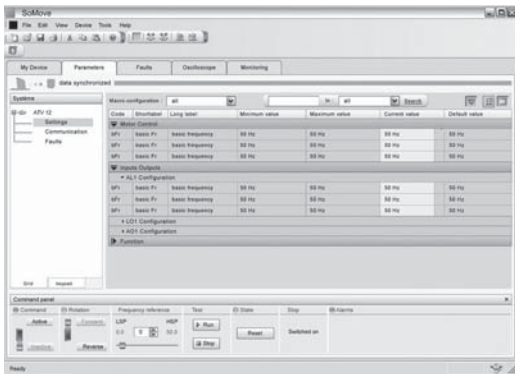 SoMove
File Edit View Device Tools Help
My Device Parameters Faults Oscilloscope Monitoring
data synchronized
Système
ATV 12
Settings
Communication
Faults
Macro configuration : all In : all Search
Code Shortlabel Long label Minimum value Maximum value Current value Default value
Motor Control
bFr basic Fr basic frequency 50 Hz 50 Hz 50 Hz 50 Hz
bFr basic Fr basic frequency 50 Hz 50 Hz 50 Hz 50 Hz
bFr basic Fr basic frequency 50 Hz 50 Hz 50 Hz 50 Hz
Inputs Outputs
AL1 Configuration
bFr basic Fr basic frequency 50 Hz 50 Hz 50 Hz 50 Hz
bFr basic Fr basic frequency 50 Hz 50 Hz 50 Hz 50 Hz
bFr basic Fr basic frequency 50 Hz 50 Hz 50 Hz 50 Hz
LO1 Configuration
AO1 Configuration
Function
Grid keypad
Command panel
Command Rotation Frequency reference Test State Stop Alarms
Active Forward LSP HSP Run
0.0 0 50.0 Reset Switched on
Inactive Reverse Stop
Ready